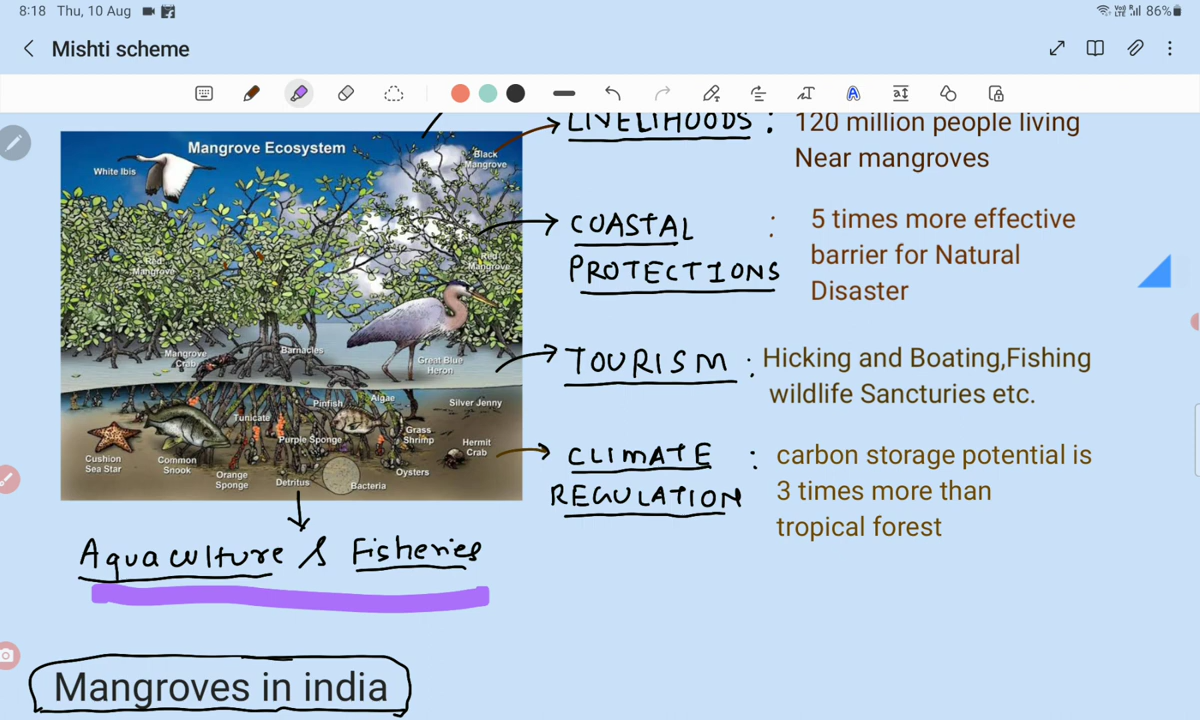 8:18 Thu, 10 Aug
86%
Mishti scheme
LIVELIHOODS : 120 million people living
Near mangroves
COASTAL : 5 times more effective
PROTECTIONS barrier for Natural
Disaster
TOURISM : Hicking and Boating,Fishing
wildlife Sancturies etc.
CLIMATE : carbon storage potential is
REGULATION 3 times more than
tropical forest
Mangrove Ecosystem
White Ibis
Black
Mangrove
Red
Mangrove
Red
Mangrove
Mangrove
Crab
Barnacles
Great Blue
Heron
Tunicate
Pinfish
Algae
Silver Jenny
Purple Sponge
Grass
Shrimp
Hermit
Crab
Cushion
Sea Star
Common
Snook
Orange
Sponge
Detritus
Bacteria
Oysters
Aquaculture & Fisheries
Mangroves in india